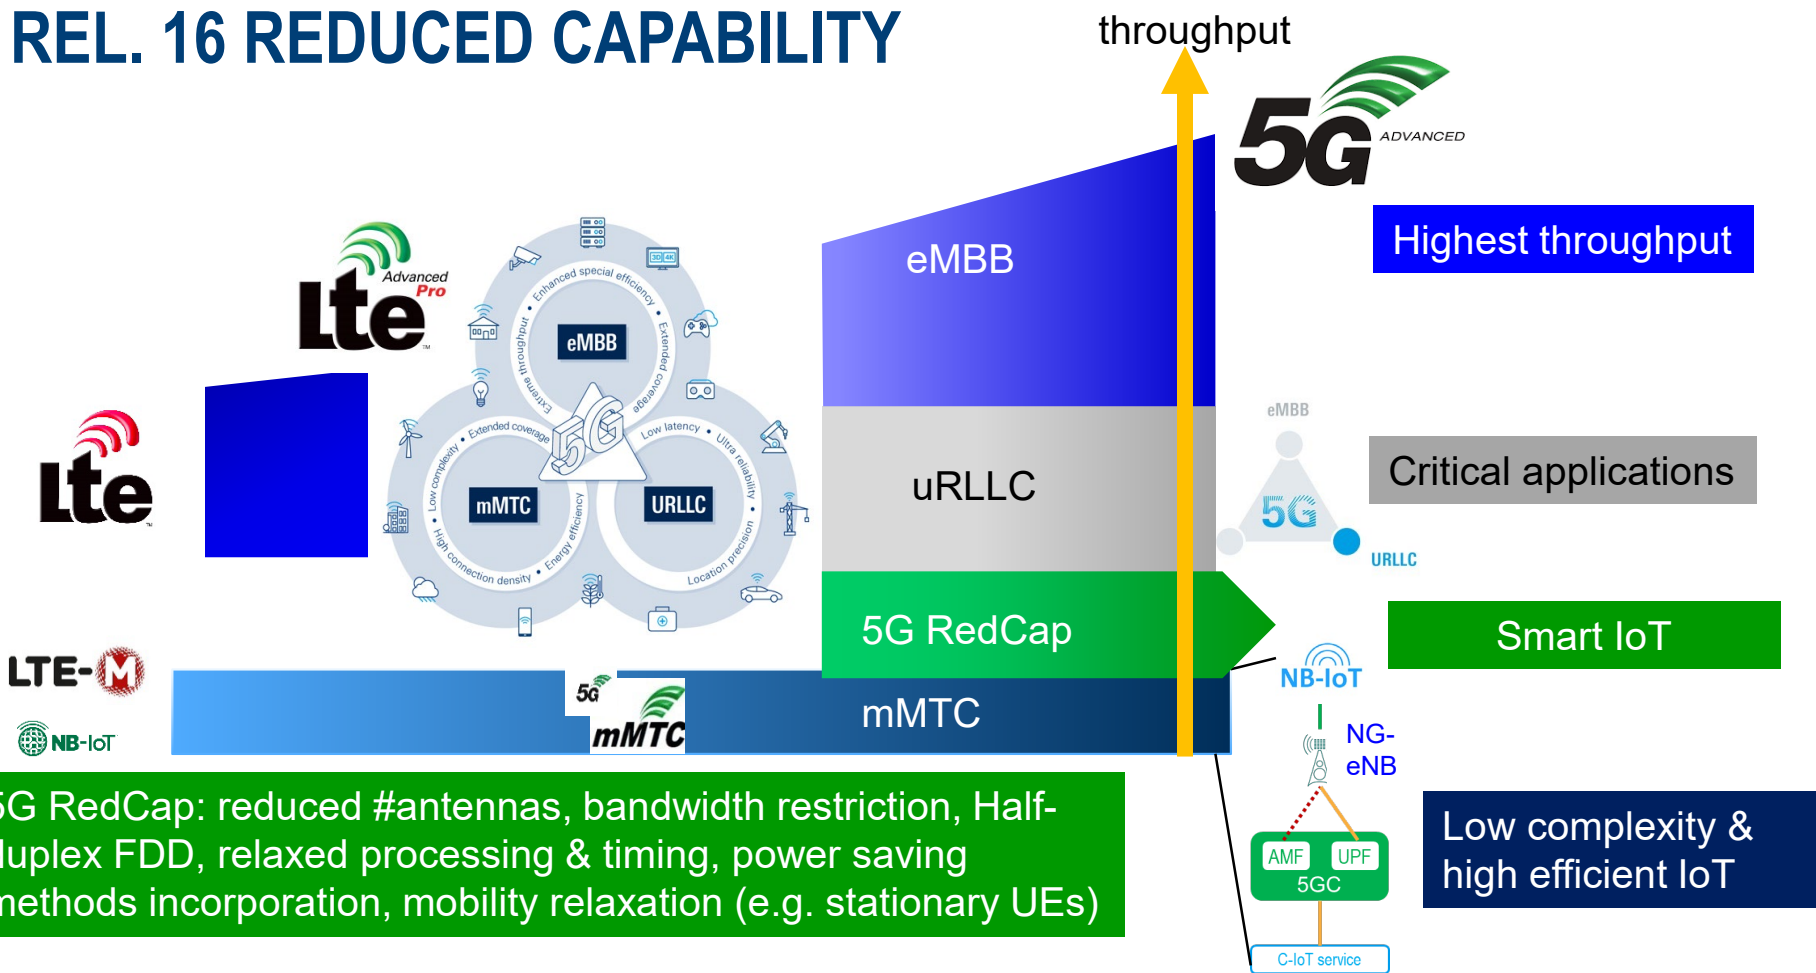 REL. 16 REDUCED CAPABILITY
throughput
5G ADVANCED
Highest throughput
eMBB
Lte Advanced Pro
TM
Enhanced special efficiency
Extreme throughput
Extended coverage
3D 4K
eMBB
5G
Extended coverage
Low complexity
High connection density
Energy efficiency
mMTC
Low latency
Ultra reliability
Location precision
URLLC
Lte
TM
uRLLC
eMBB
5G
URLLC
Critical applications
5G RedCap
Smart IoT
LTE-M
NB-IoT
5G
mMTC
mMTC
NB-IoT
NG-
eNB
AMF UPF
5GC
C-IoT service
Low complexity &
high efficient IoT
5G RedCap: reduced #antennas, bandwidth restriction, Half-
duplex FDD, relaxed processing & timing, power saving
methods incorporation, mobility relaxation (e.g. stationary UEs)